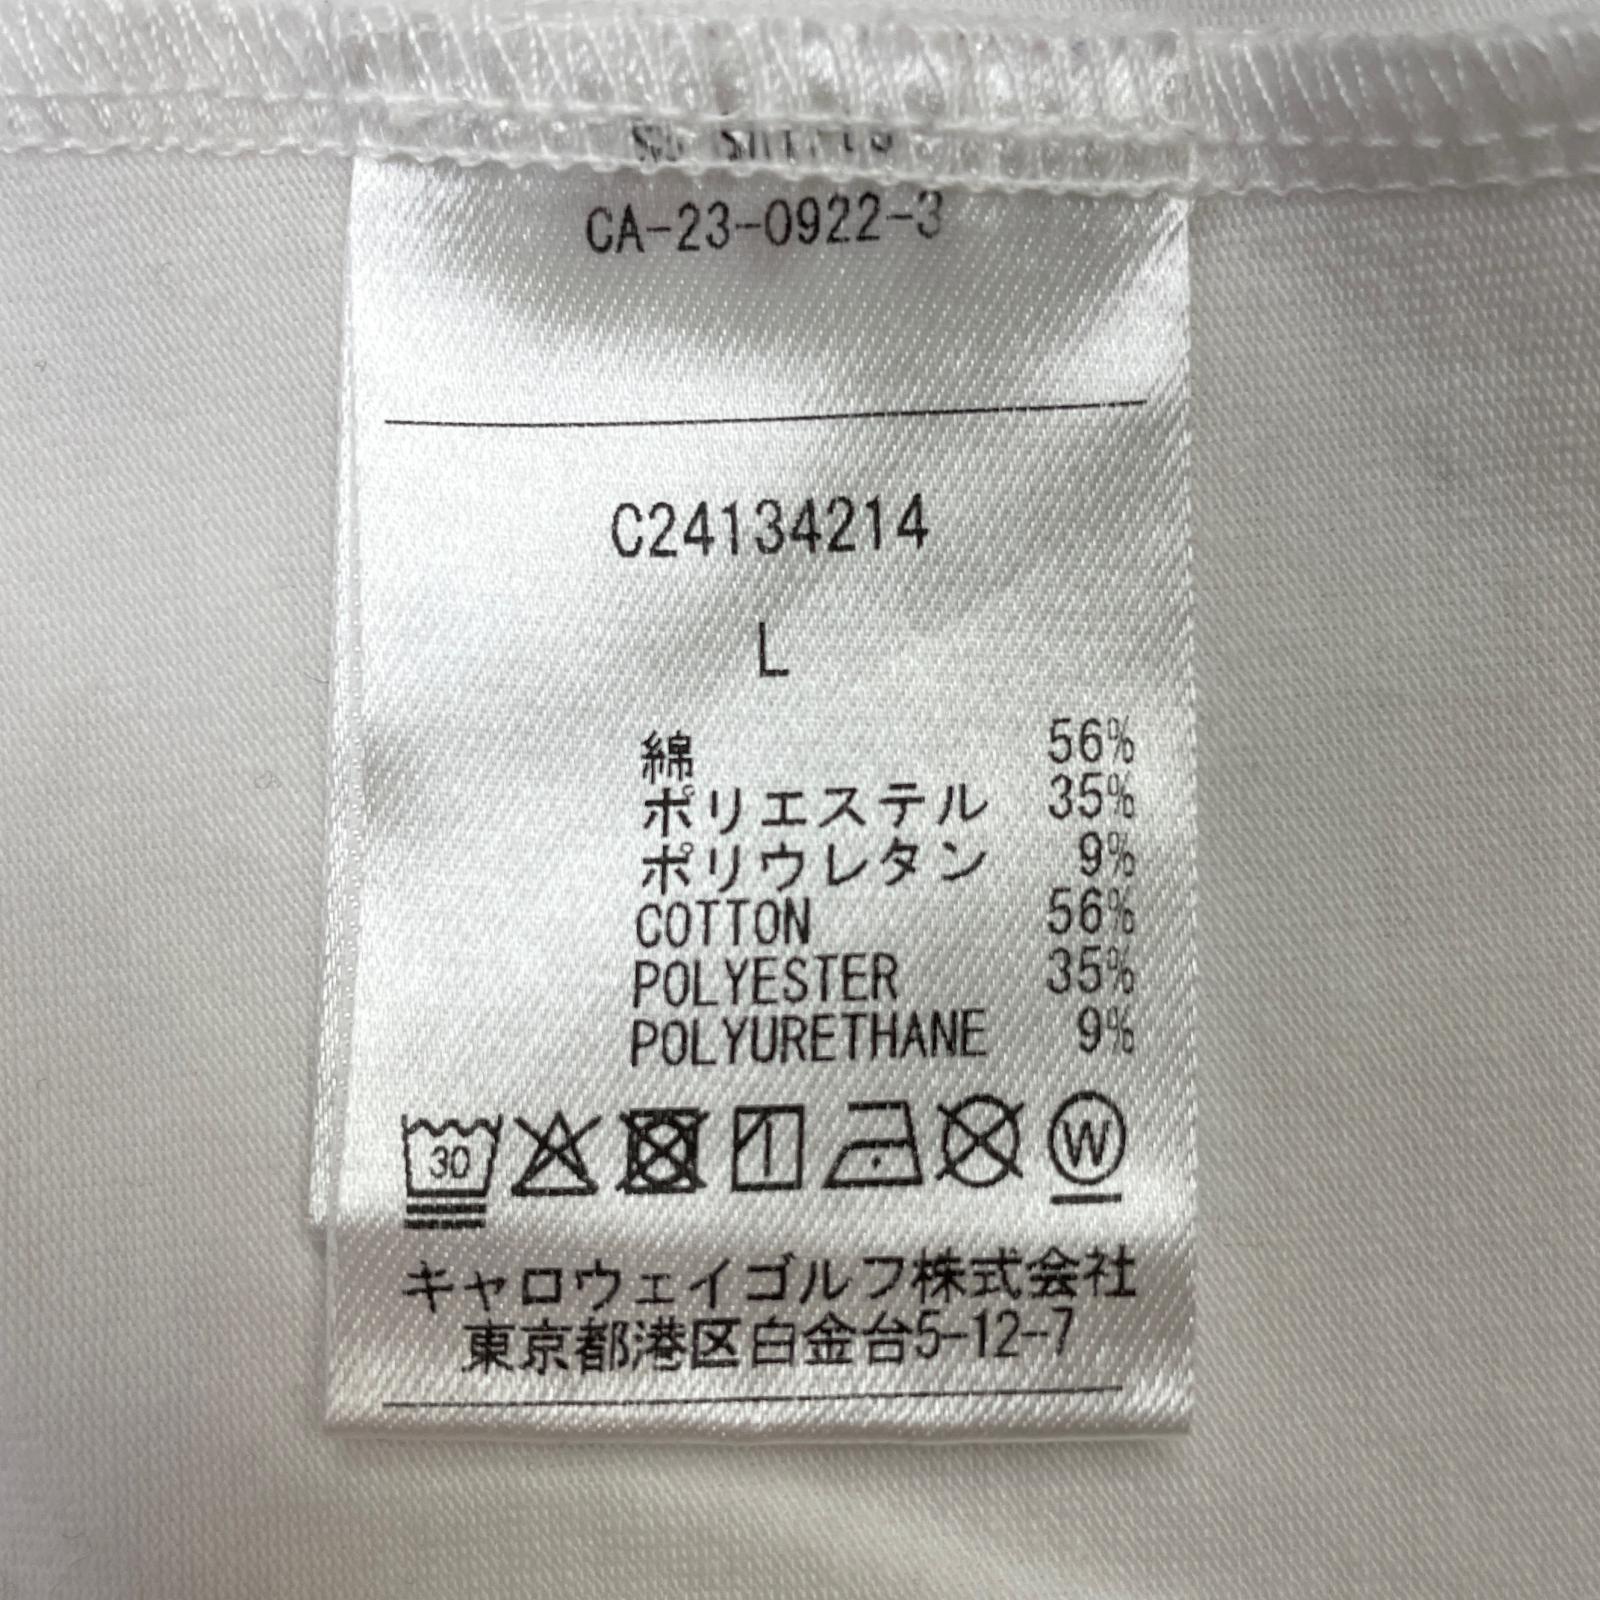 CA-23-0922-3
C24134214
L
綿 56%
ポリエステル 35%
ポリウレタン 9%
COTTON 56%
POLYESTER 35%
POLYURETHANE 9%
30 W
キャロウェイゴルフ株式会社
東京都港区白金台5-12-7